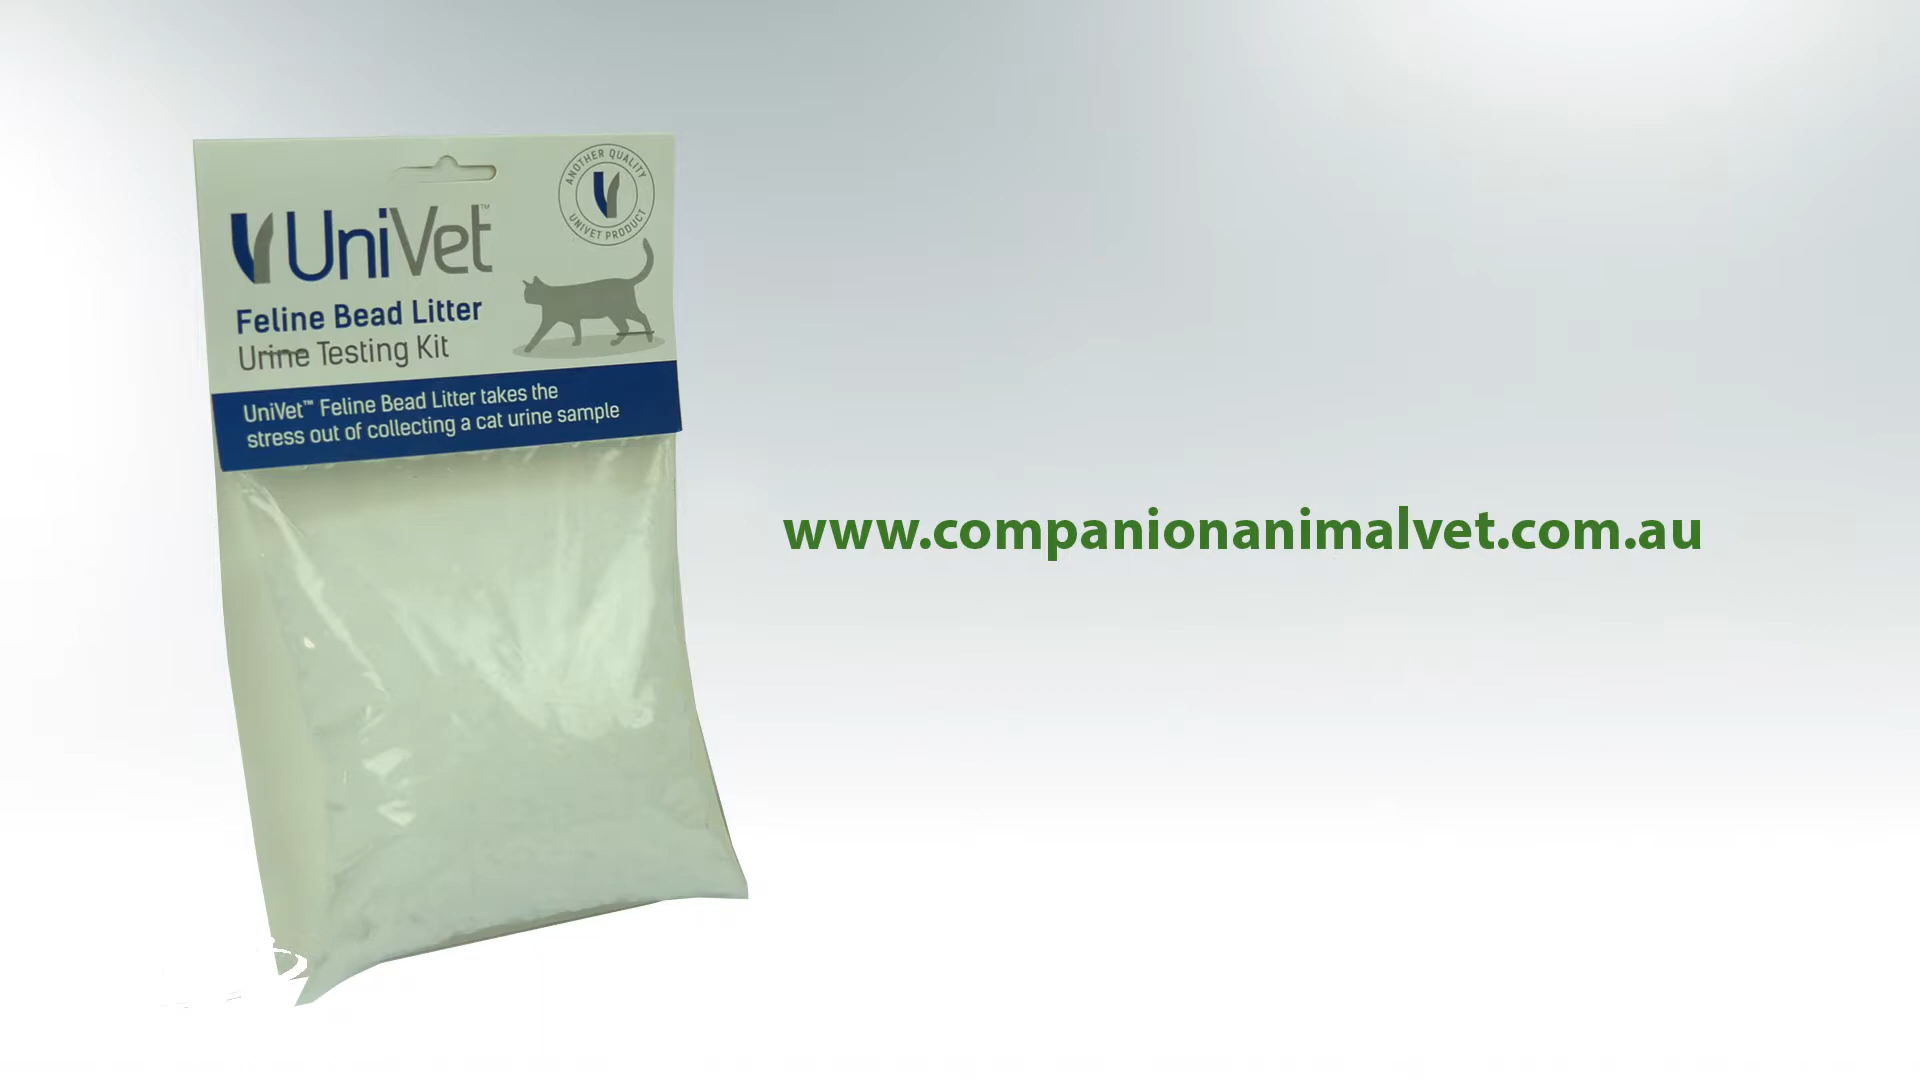 ANOTHER QUALITY
UNIVET PRODUCT
UniVet™
Feline Bead Litter
Urine Testing Kit
UniVet™ Feline Bead Litter takes the
stress out of collecting a cat urine sample
www.companionanimalvet.com.au